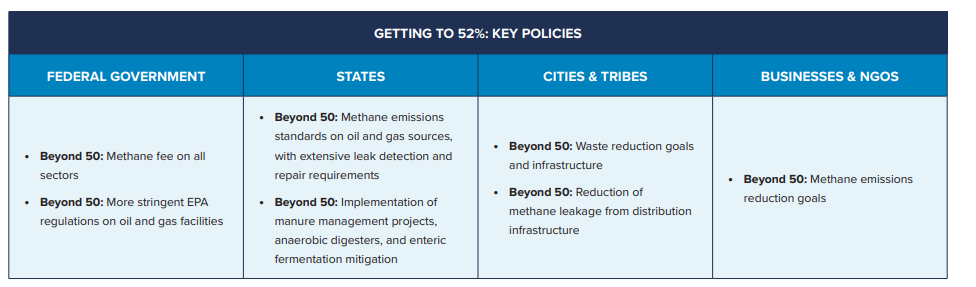 GETTING TO 52%: KEY POLICIES
FEDERAL GOVERNMENT
STATES
CITIES & TRIBES
BUSINESSES & NGOS
• Beyond 50: Methane fee on all
sectors
• Beyond 50: More stringent EPA
regulations on oil and gas facilities
• Beyond 50: Methane emissions
standards on oil and gas sources,
with extensive leak detection and
repair requirements
• Beyond 50: Implementation of
manure management projects,
anaerobic digesters, and enteric
fermentation mitigation
• Beyond 50: Waste reduction goals
and infrastructure
• Beyond 50: Reduction of
methane leakage from distribution
infrastructure
• Beyond 50: Methane emissions
reduction goals